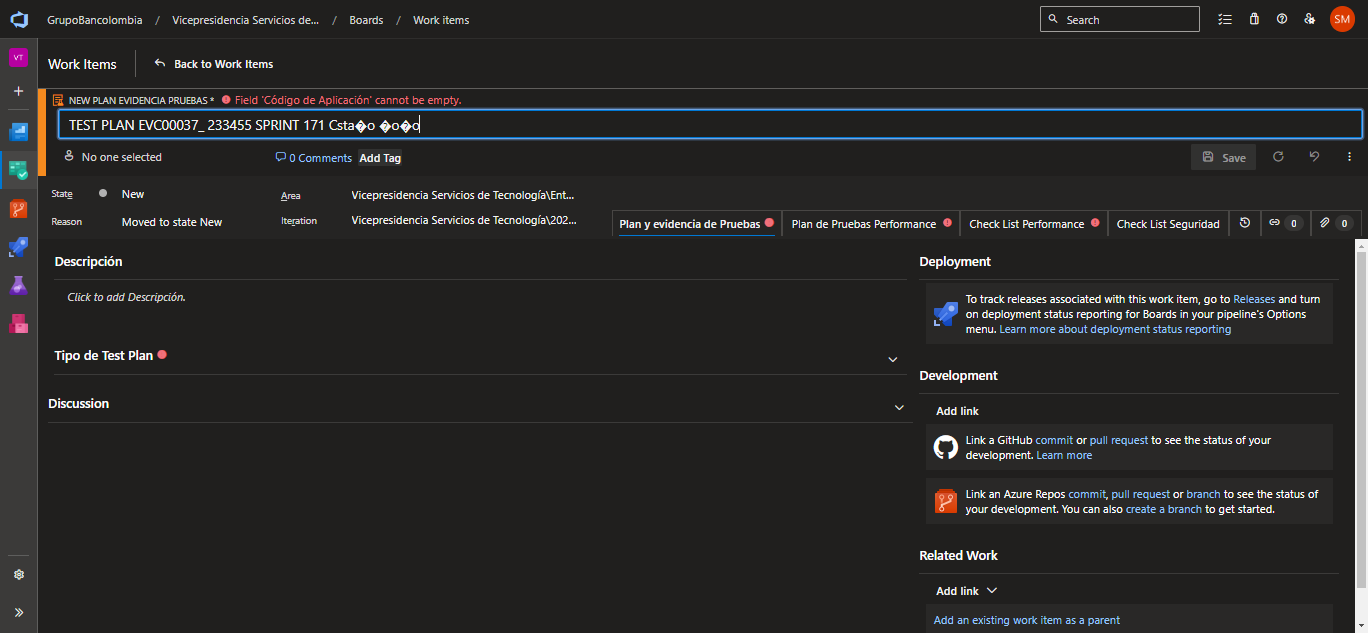 GrupoBancolombia / Vicepresidencia Servicios de... / Boards / Work items
Search
SM
VT
Work Items
Back to Work Items
NEW PLAN EVIDENCIA PRUEBAS * Field 'Código de Aplicación' cannot be empty.
TEST PLAN EVC00037_ 233455 SPRINT 171 Csta�o �o�o
No one selected
0 Comments
Add Tag
Save
State
New
Area
Vicepresidencia Servicios de Tecnología\Ent...
Reason
Moved to state New
Iteration
Vicepresidencia Servicios de Tecnología\202...
Plan y evidencia de Pruebas
Plan de Pruebas Performance
Check List Performance
Check List Seguridad
0
0
Descripción
Click to add Descripción.
Tipo de Test Plan
Discussion
Deployment
To track releases associated with this work item, go to Releases and turn
on deployment status reporting for Boards in your pipeline's Options
menu. Learn more about deployment status reporting
Development
Add link
Link a GitHub commit or pull request to see the status of your
development. Learn more
Link an Azure Repos commit, pull request or branch to see the status of
your development. You can also create a branch to get started.
Related Work
Add link
Add an existing work item as a parent